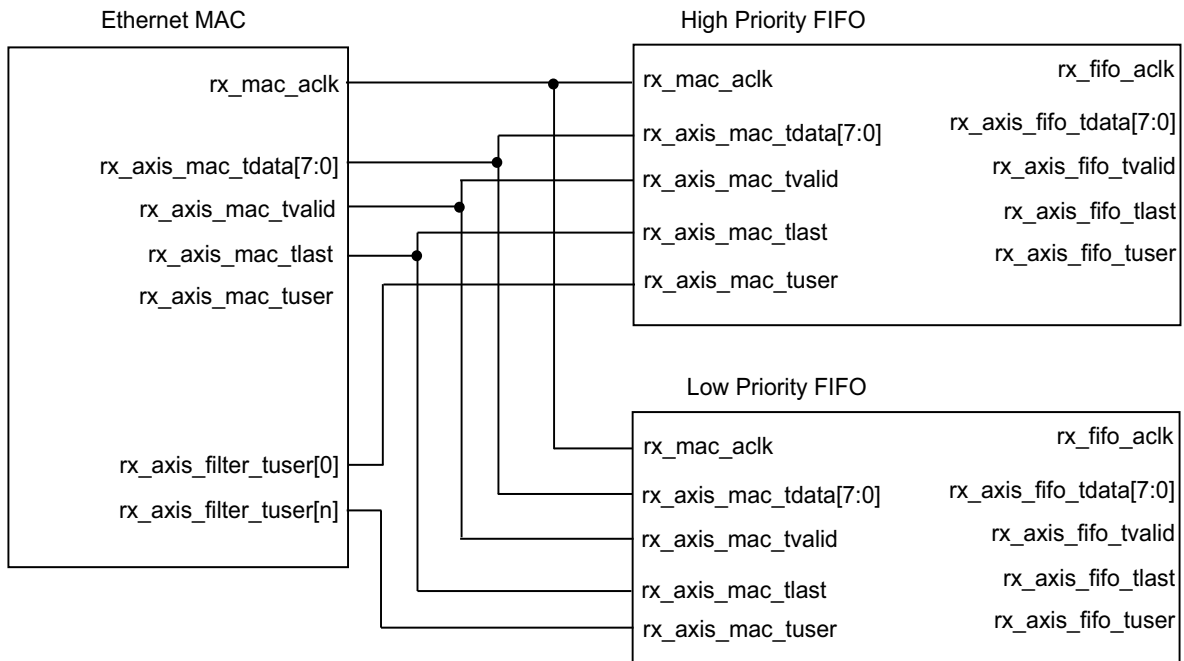 Ethernet MAC
rx_mac_aclk
rx_axis_mac_tdata[7:0]
rx_axis_mac_tvalid
rx_axis_mac_tlast
rx_axis_mac_tuser
rx_axis_filter_tuser[0]
rx_axis_filter_tuser[n]
High Priority FIFO
rx_mac_aclk
rx_axis_mac_tdata[7:0]
rx_axis_mac_tvalid
rx_axis_mac_tlast
rx_axis_mac_tuser
rx_fifo_aclk
rx_axis_fifo_tdata[7:0]
rx_axis_fifo_tvalid
rx_axis_fifo_tlast
rx_axis_fifo_tuser
Low Priority FIFO
rx_mac_aclk
rx_axis_mac_tdata[7:0]
rx_axis_mac_tvalid
rx_axis_mac_tlast
rx_axis_mac_tuser
rx_fifo_aclk
rx_axis_fifo_tdata[7:0]
rx_axis_fifo_tvalid
rx_axis_fifo_tlast
rx_axis_fifo_tuser